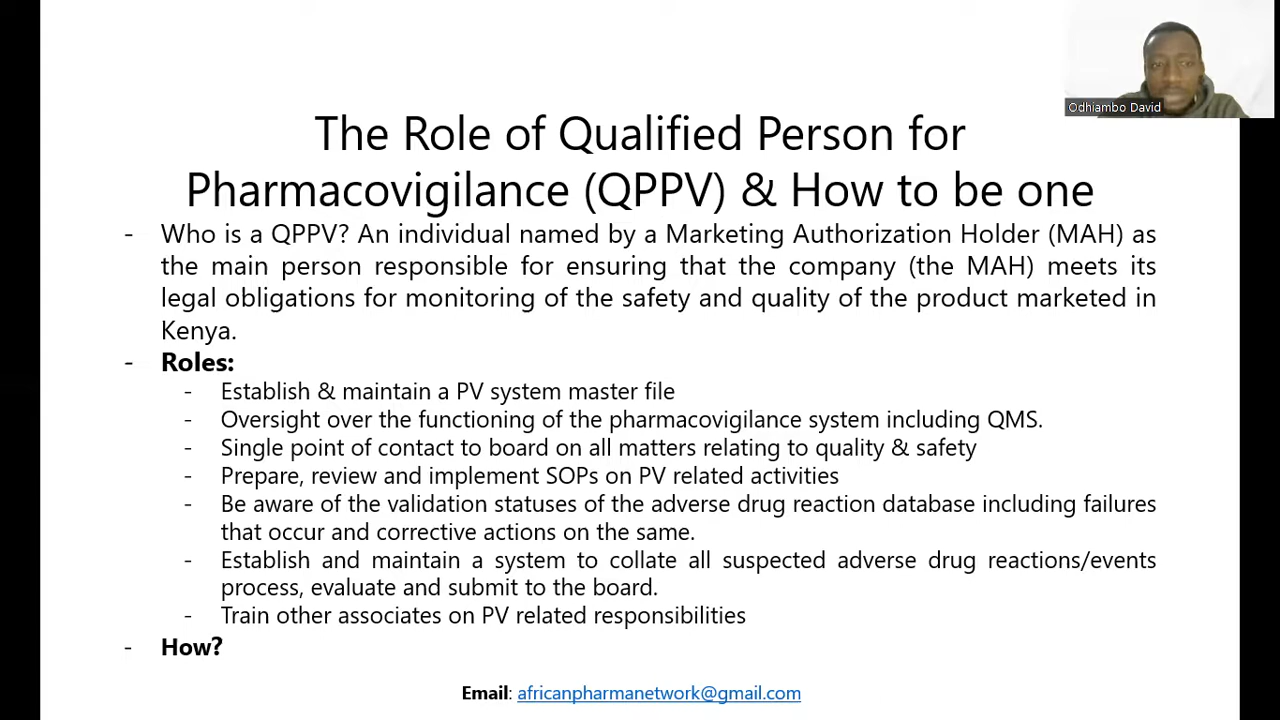 Odhiambo David
The Role of Qualified Person for
Pharmacovigilance (QPPV) & How to be one
- Who is a QPPV? An individual named by a Marketing Authorization Holder (MAH) as
the main person responsible for ensuring that the company (the MAH) meets its
legal obligations for monitoring of the safety and quality of the product marketed in
Kenya.
- Roles:
- Establish & maintain a PV system master file
- Oversight over the functioning of the pharmacovigilance system including QMS.
- Single point of contact to board on all matters relating to quality & safety
- Prepare, review and implement SOPs on PV related activities
- Be aware of the validation statuses of the adverse drug reaction database including failures
that occur and corrective actions on the same.
- Establish and maintain a system to collate all suspected adverse drug reactions/events
process, evaluate and submit to the board.
- Train other associates on PV related responsibilities
- How?
Email: africanpharmanetwork@gmail.com